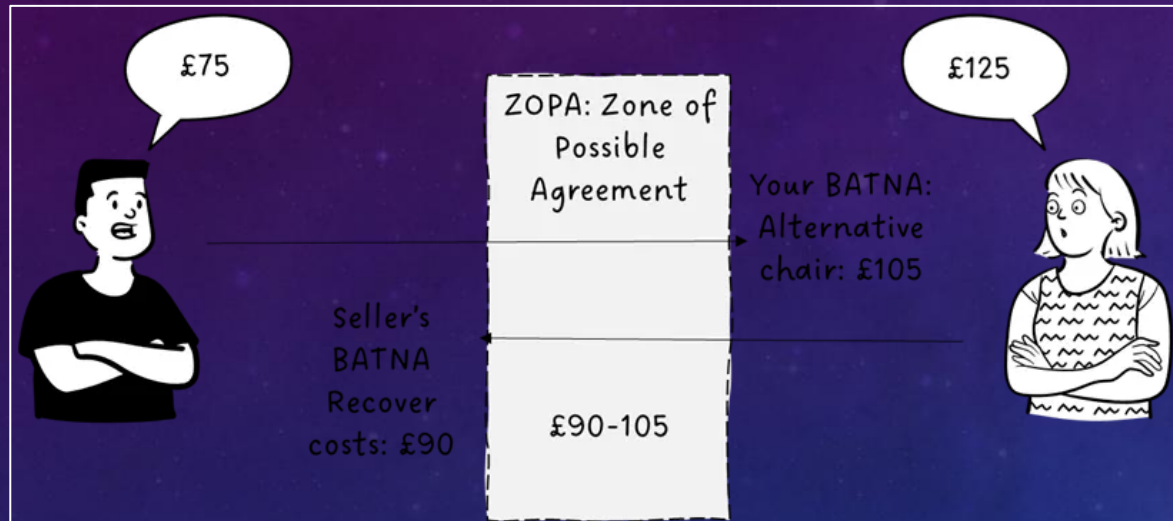 £75
£125
ZOPA: Zone of
Possible
Agreement
Your BATNA:
Alternative
chair: £105
Seller's
BATNA
Recover
costs: £90
£90-105